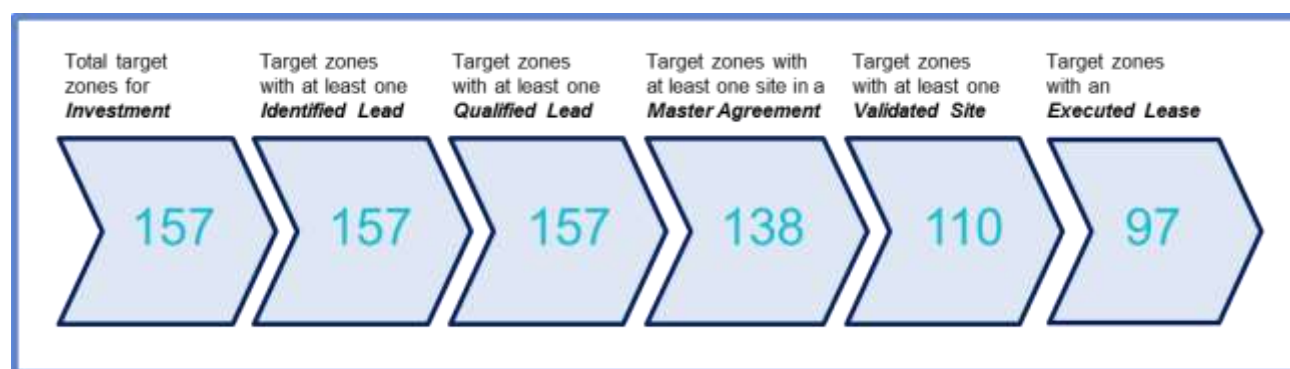 Total target
zones for
Investment
Target zones
with at least one
Identified Lead
Target zones
with at least one
Qualified Lead
Target zones with
at least one site in a
Master Agreement
Target zones
with at least one
Validated Site
Target zones
with an
Executed Lease
157
157
157
138
110
97